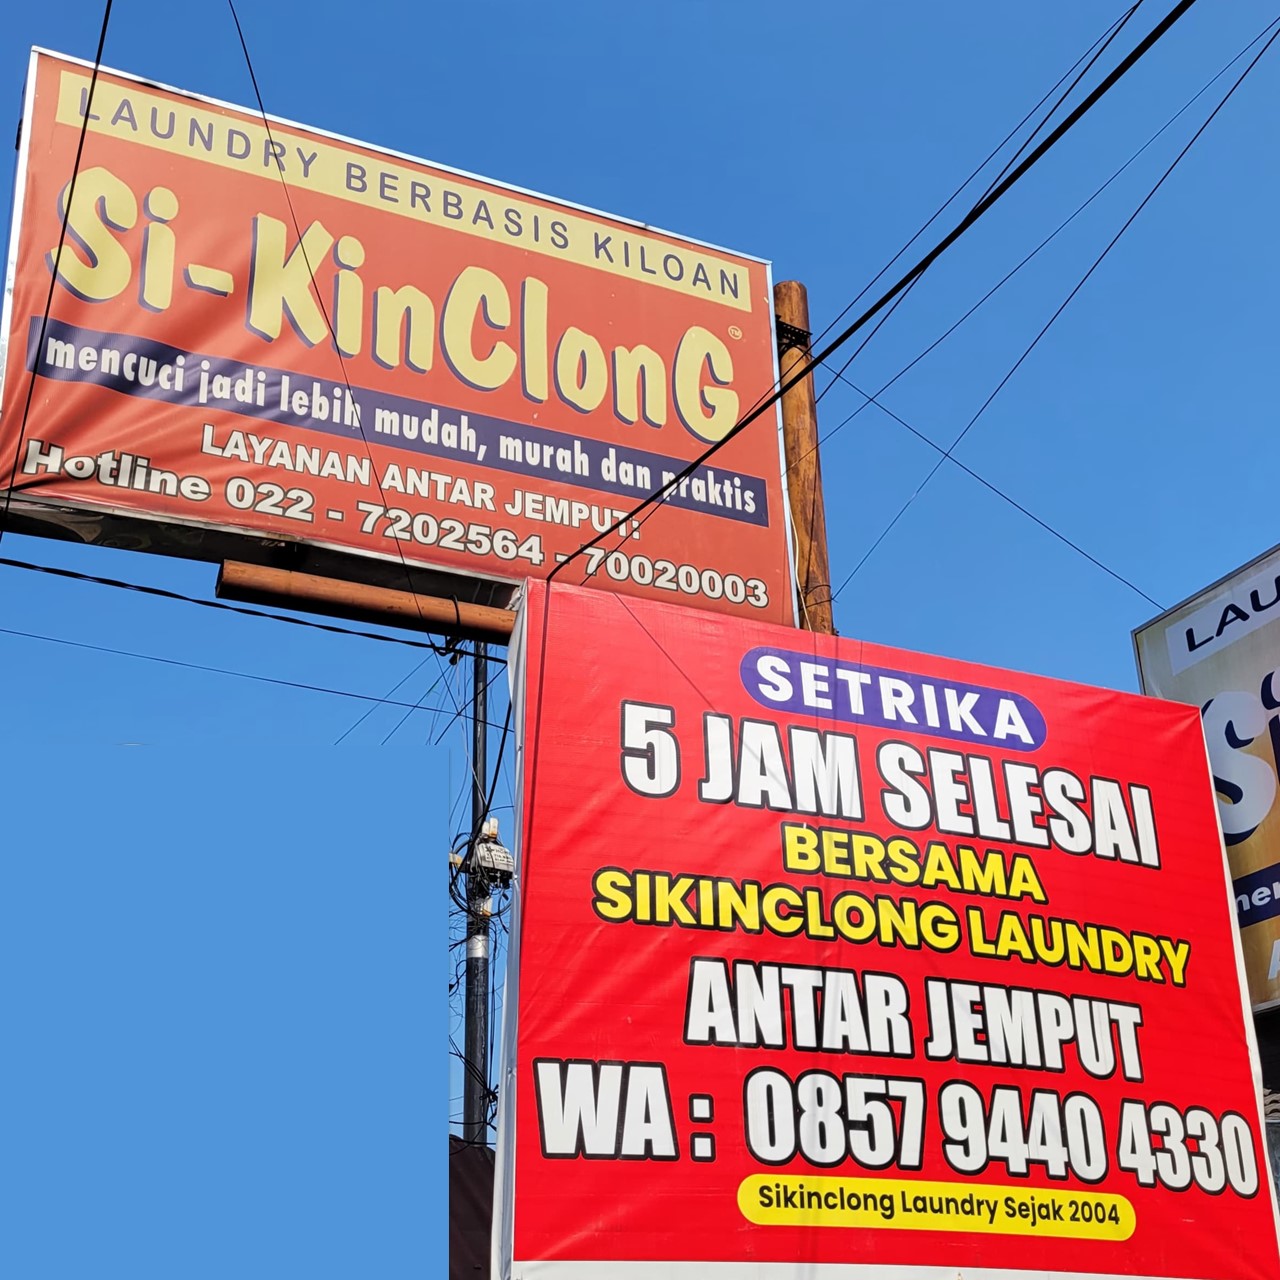 LAUNDRY BERBASIS KILOAN
Si-KinClonG™
mencuci jadi lebih mudah, murah dan praktis
LAYANAN ANTAR JEMPUT:
Hotline 022 - 7202564 - 70020003
SETRIKA
5 JAM SELESAI
BERSAMA
SIKINCLONG LAUNDRY
ANTAR JEMPUT
WA : 0857 9440 4330
Sikinclong Laundry Sejak 2004